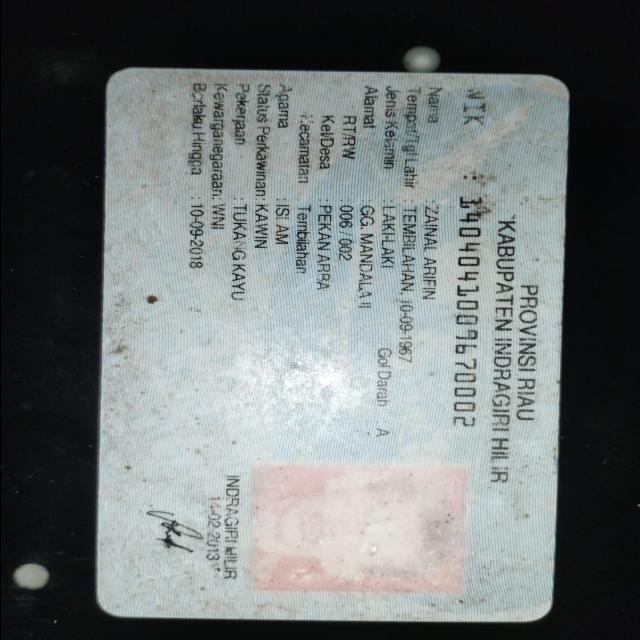 PROVINSI RIAU
KABUPATEN INDRAGIRI HILIR
NIK : 1404041009670002
Nama : ZAINAL ARIFIN
Tempat/Tgl Lahir : TEMBILAHAN, 10-09-1967
Jenis Kelamin : LAKI-LAKI Gol Darah : A
Alamat : GG. MANDALA II
RT/RW : 006 / 002
Kel/Desa : PEKAN ARBA
Kecamatan : Tembilahan
Agama : ISLAM
Status Perkawinan: KAWIN
Pekerjaan : TUKANG KAYU
Kewarganegaraan: WNI
Berlaku Hingga : 10-09-2018
INDRAGIRI HILIR
14-02-2013